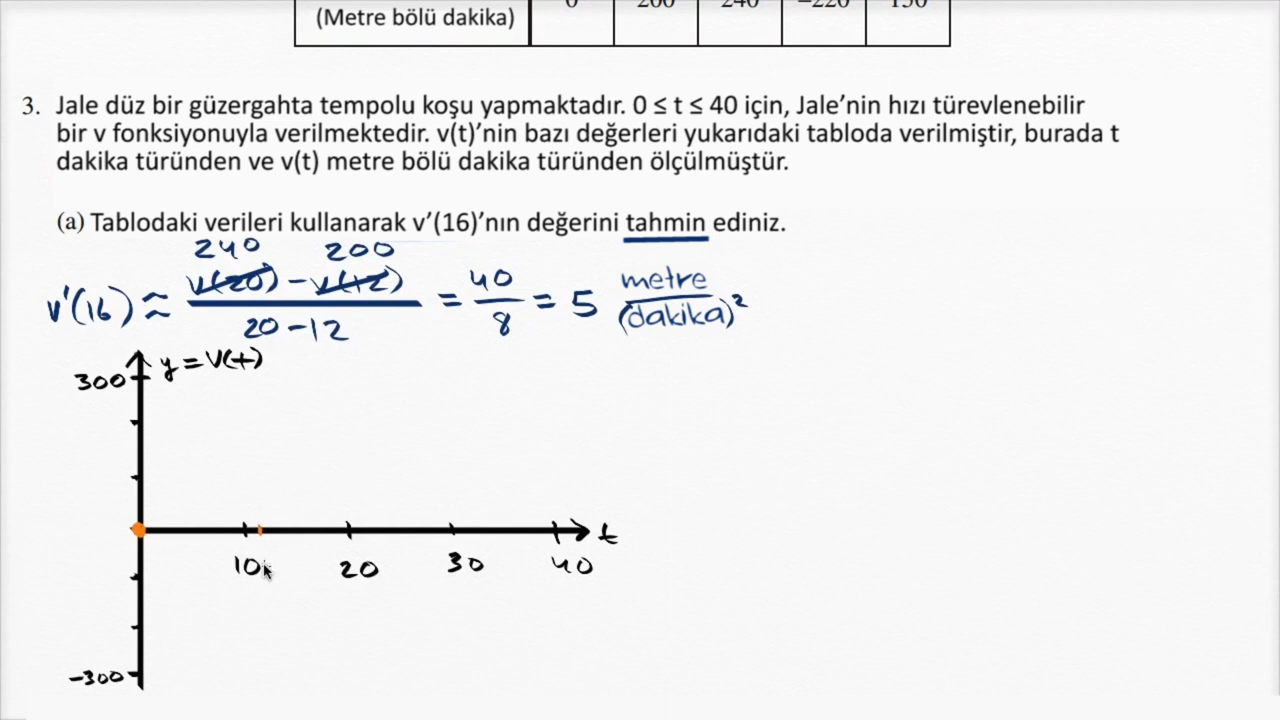 (Metre bölü dakika) 0 200 240 –220 150
3. Jale düz bir güzergahta tempolu koşu yapmaktadır. 0 ≤ t ≤ 40 için, Jale’nin hızı türevlenebilir
bir v fonksiyonuyla verilmektedir. v(t)’nin bazı değerleri yukarıdaki tabloda verilmiştir, burada t
dakika türünden ve v(t) metre bölü dakika türünden ölçülmüştür.
(a) Tablodaki verileri kullanarak v’(16)’nın değerini tahmin ediniz.
240 200
v'(16) ≈ v(20) – v(12) / 20 – 12 = 40 / 8 = 5 metre / (dakika)²
y = v(t)
300
t
10 20 30 40
-300